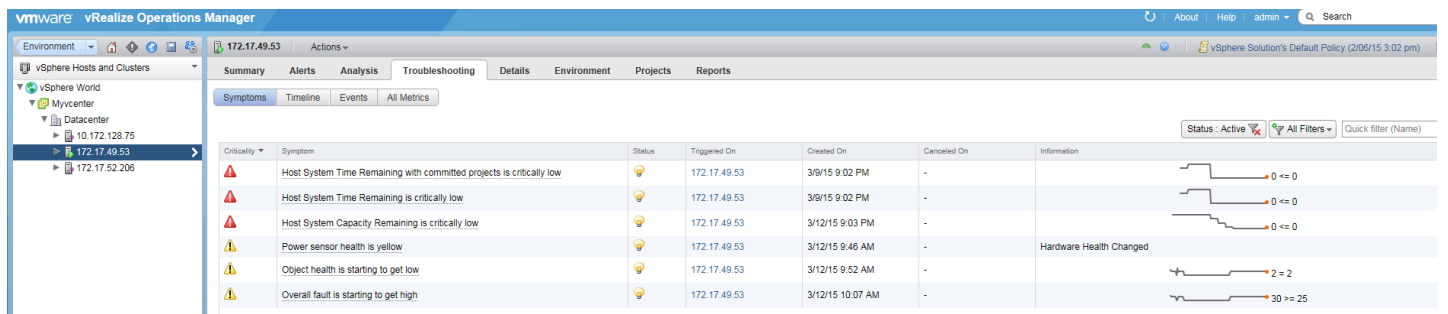 vmware vRealize Operations Manager
About Help admin Search
Environment
172.17.49.53 Actions
vSphere Solution's Default Policy (2/06/15 3:02 pm)
vSphere Hosts and Clusters
Summary Alerts Analysis Troubleshooting Details Environment Projects Reports
vSphere World
Myvcenter
Datacenter
10.172.128.75
172.17.49.53
172.17.52.206
Symptoms Timeline Events All Metrics
Status : Active All Filters Quick filter (Name)
Criticality Symptom Status Triggered On Created On Canceled On Information
Host System Time Remaining with committed projects is critically low 172.17.49.53 3/9/15 9:02 PM - 0 <= 0
Host System Time Remaining is critically low 172.17.49.53 3/9/15 9:02 PM - 0 <= 0
Host System Capacity Remaining is critically low 172.17.49.53 3/12/15 9:03 PM - 0 <= 0
Power sensor health is yellow 172.17.49.53 3/12/15 9:46 AM - Hardware Health Changed
Object health is starting to get low 172.17.49.53 3/12/15 9:52 AM - 2 = 2
Overall fault is starting to get high 172.17.49.53 3/12/15 10:07 AM - 30 >= 25